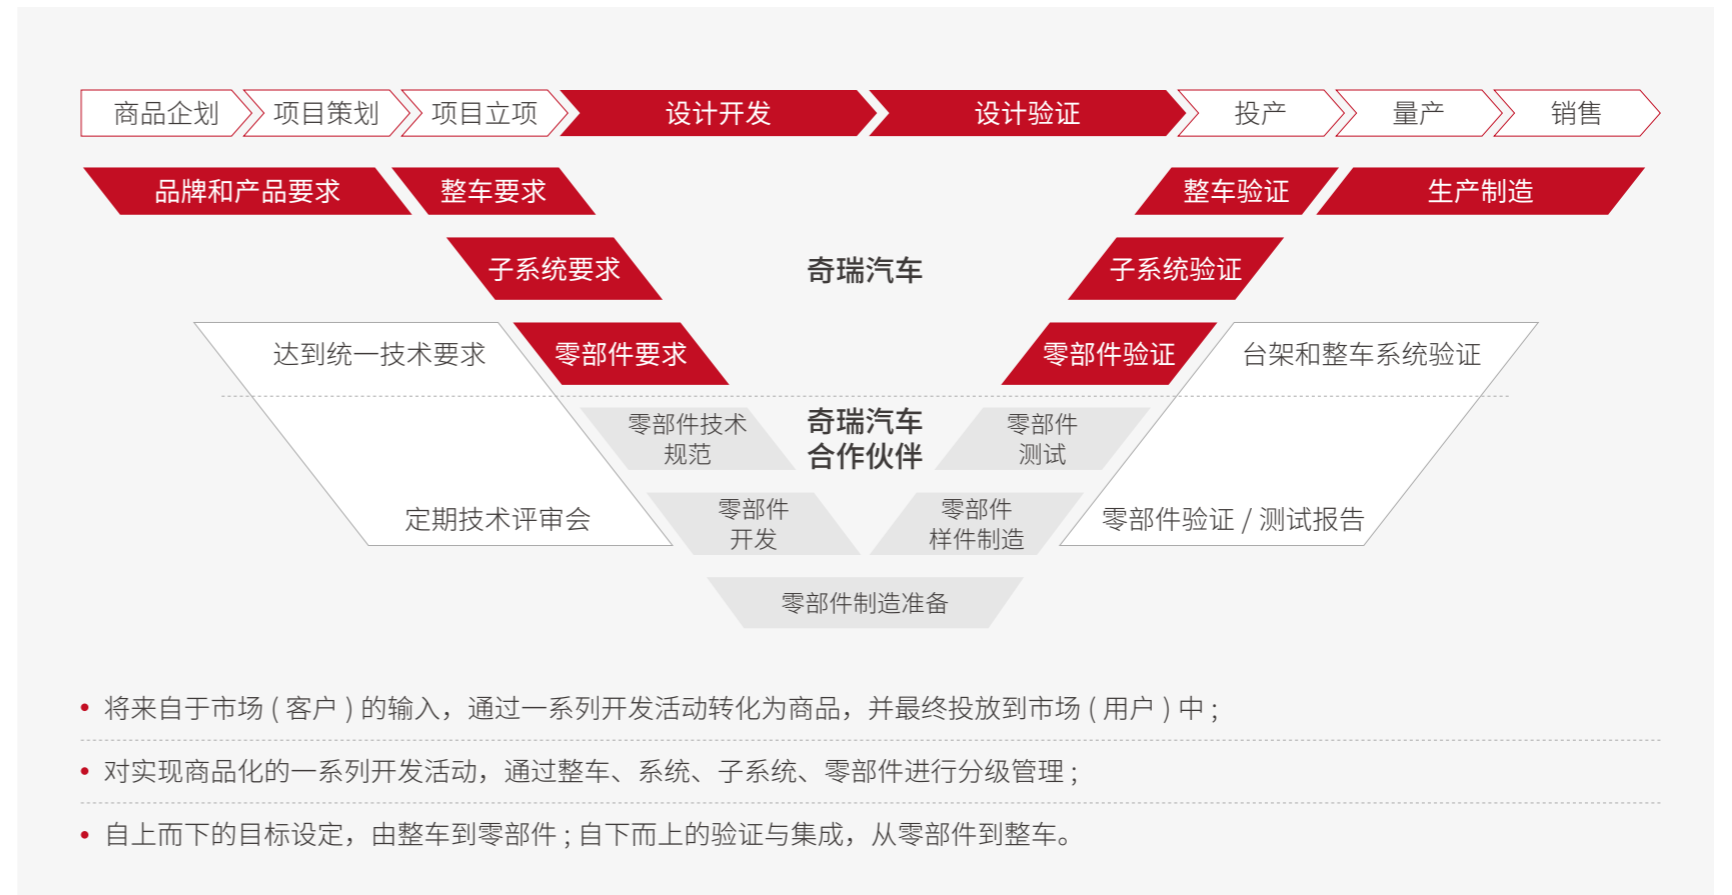 商品企划 项目策划 项目立项 设计开发 设计验证 投产 量产 销售
品牌和产品要求 整车要求 整车验证 生产制造
子系统要求 奇瑞汽车 子系统验证
达到统一技术要求 零部件要求 零部件验证 台架和整车系统验证
零部件技术 奇瑞汽车 零部件
规范 合作伙伴 测试
定期技术评审会 零部件 零部件 零部件验证 / 测试报告
开发 样件制造
零部件制造准备
• 将来自于市场 ( 客户 ) 的输入，通过一系列开发活动转化为商品，并最终投放到市场 ( 用户 ) 中 ;
• 对实现商品化的一系列开发活动，通过整车、系统、子系统、零部件进行分级管理 ;
• 自上而下的目标设定，由整车到零部件 ; 自下而上的验证与集成，从零部件到整车。